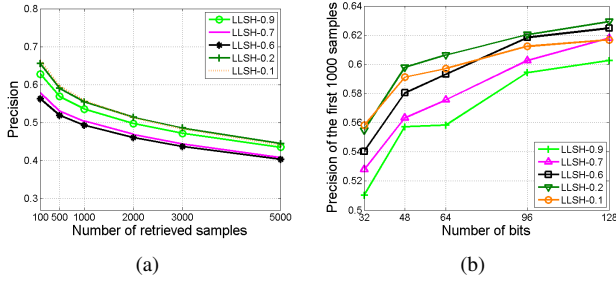 0.8
0.7
0.6
0.5
0.4
0.3
Precision
LLSH-0.9
LLSH-0.7
LLSH-0.6
LLSH-0.2
LLSH-0.1
100 500 1000 2000 3000 5000
Number of retrieved samples
(a)
0.64
0.62
0.6
0.58
0.56
0.54
0.52
0.5
Precision of the first 1000 samples
LLSH-0.9
LLSH-0.7
LLSH-0.6
LLSH-0.2
LLSH-0.1
32 48 64 96 128
Number of bits
(b)